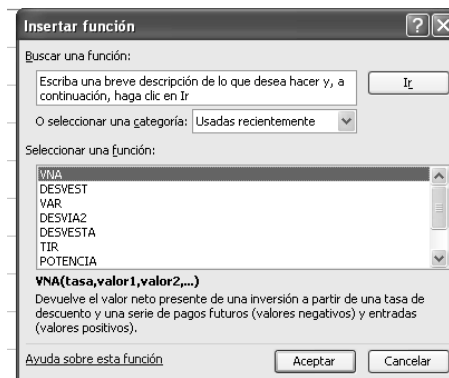 Insertar función
Buscar una función:
Escriba una breve descripción de lo que desea hacer y, a
continuación, haga clic en Ir
Ir
O seleccionar una categoría: Usadas recientemente
Seleccionar una función:
VNA
DESVEST
VAR
DESVIA2
DESVESTA
TIR
POTENCIA
VNA(tasa,valor1,valor2,...)
Devuelve el valor neto presente de una inversión a partir de una tasa de
descuento y una serie de pagos futuros (valores negativos) y entradas
(valores positivos).
Ayuda sobre esta función
Aceptar
Cancelar